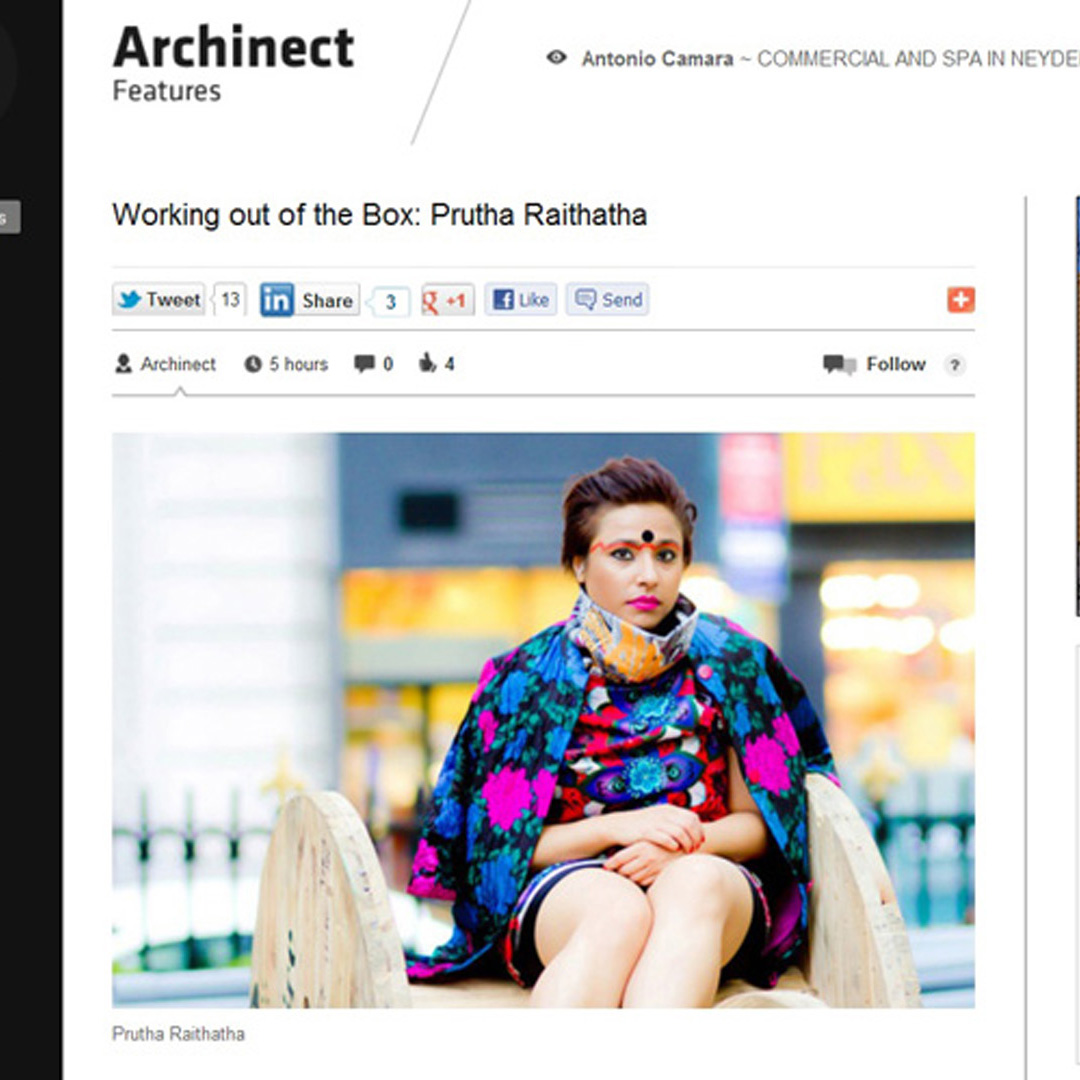 Archinect
Features
Antonio Camara ~ COMMERCIAL AND SPA IN NEYDE
s
Working out of the Box: Prutha Raithatha
Tweet 13 in Share 3 g +1 f Like Send
Archinect 5 hours 0 4 Follow ?
Prutha Raithatha